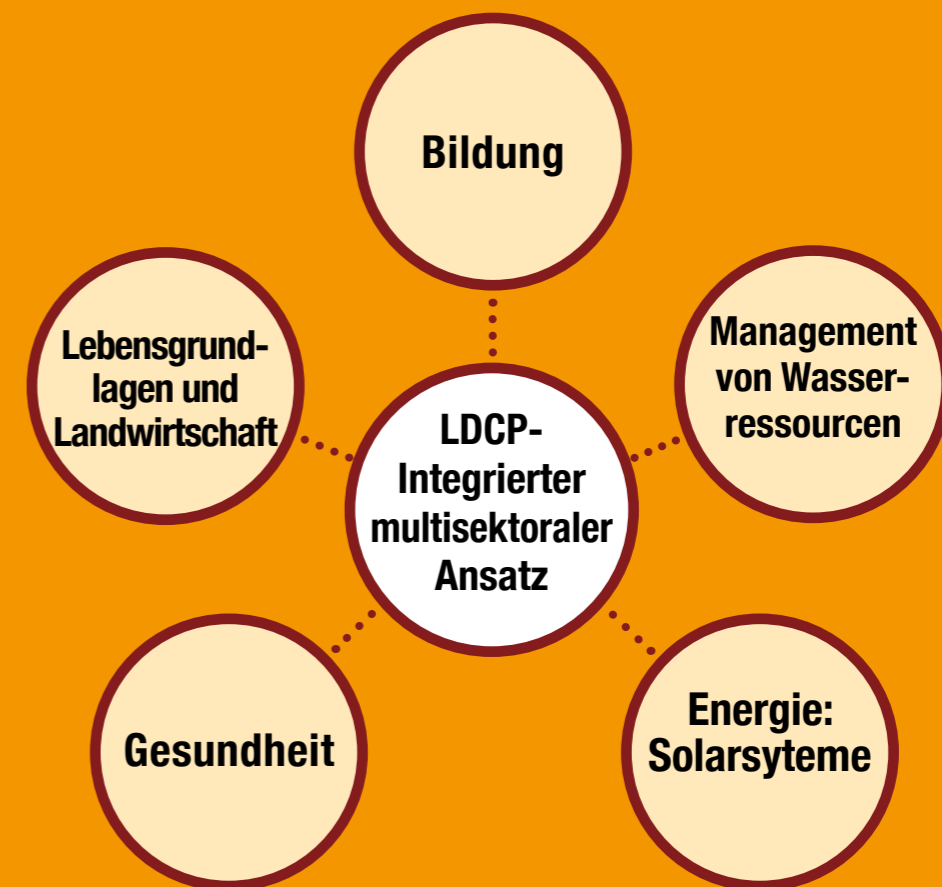 Bildung
Lebensgrund-
lagen und
Landwirtschaft
Management
von Wasser-
ressourcen
LDCP-
Integrierter
multisektoraler
Ansatz
Gesundheit
Energie:
Solarsyteme